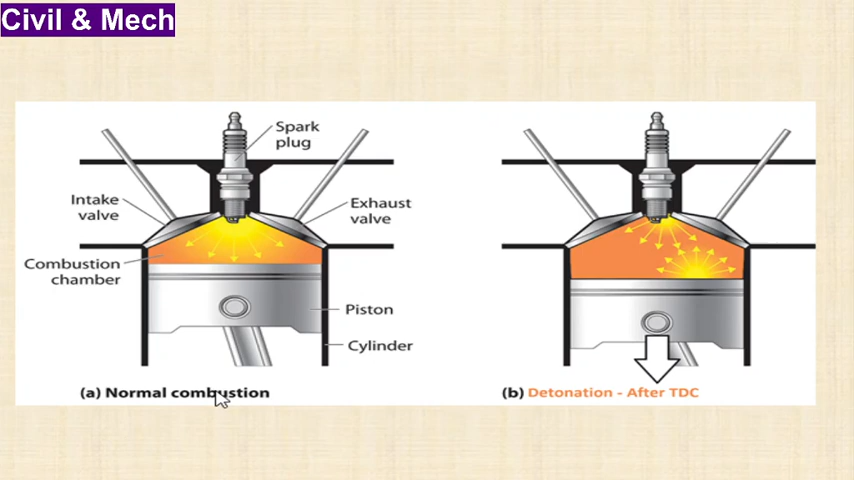 Civil & Mech
Spark
plug
Intake
valve
Exhaust
valve
Combustion
chamber
Piston
Cylinder
(a) Normal combustion
(b) Detonation - After TDC